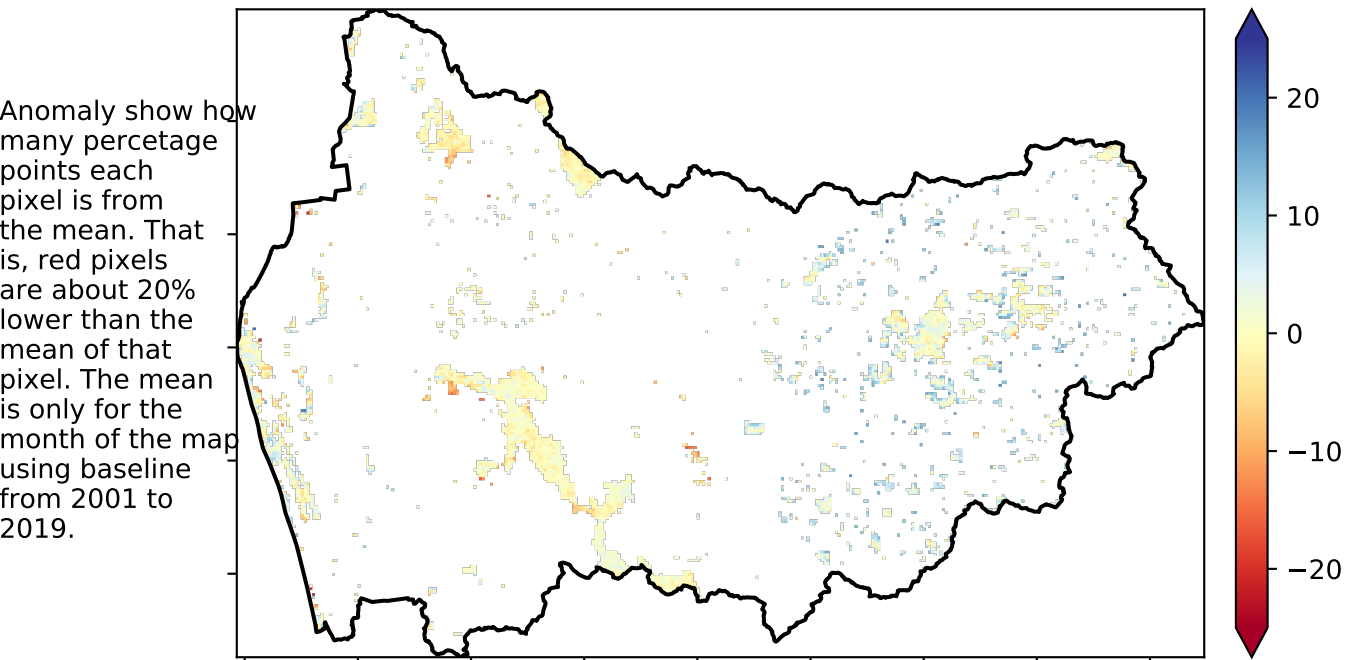 Anomaly show how
many percetage
points each
pixel is from
the mean. That
is, red pixels
are about 20%
lower than the
mean of that
pixel. The mean
is only for the
month of the map
using baseline
from 2001 to
2019.
20
10
0
−10
−20